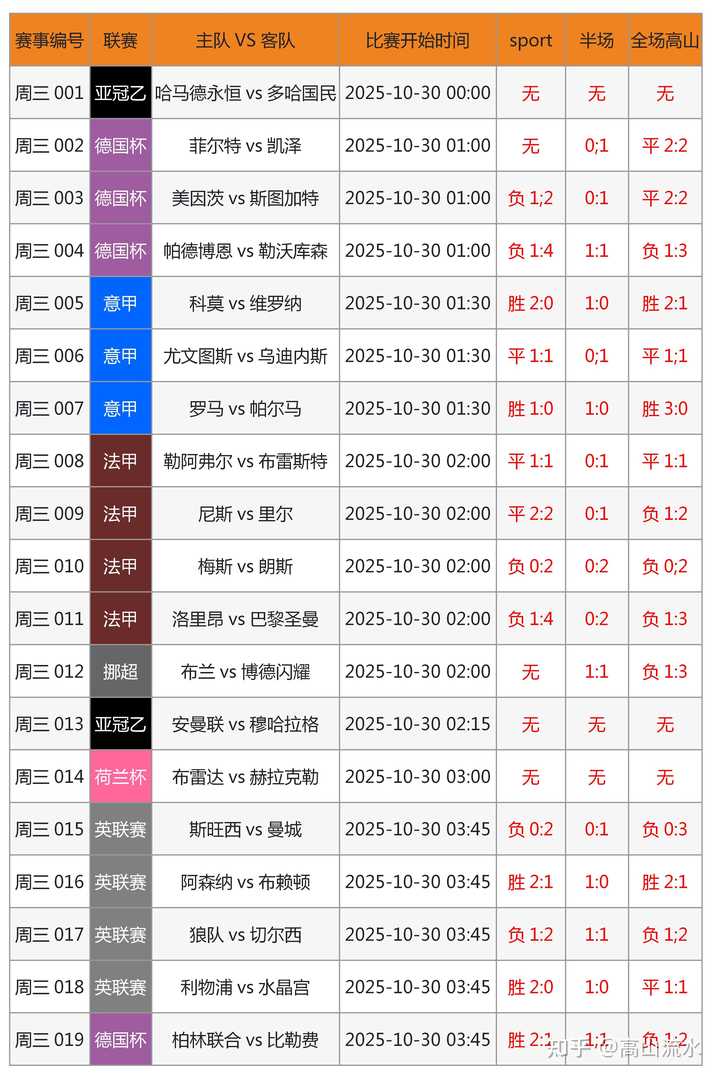 赛事编号 联赛 主队 VS 客队 比赛开始时间 sport 半场 全场高山
周三 001 亚冠乙 哈马德永恒 vs 多哈国民 2025-10-30 00:00 无 无 无
周三 002 德国杯 菲尔特 vs 凯泽 2025-10-30 01:00 无 0;1 平 2:2
周三 003 德国杯 美因茨 vs 斯图加特 2025-10-30 01:00 负 1;2 0:1 平 2:2
周三 004 德国杯 帕德博恩 vs 勒沃库森 2025-10-30 01:00 负 1:4 1:1 负 1:3
周三 005 意甲 科莫 vs 维罗纳 2025-10-30 01:30 胜 2:0 1:0 胜 2:1
周三 006 意甲 尤文图斯 vs 乌迪内斯 2025-10-30 01:30 平 1:1 0;1 平 1;1
周三 007 意甲 罗马 vs 帕尔马 2025-10-30 01:30 胜 1:0 1:0 胜 3:0
周三 008 法甲 勒阿弗尔 vs 布雷斯特 2025-10-30 02:00 平 1:1 0:1 平 1:1
周三 009 法甲 尼斯 vs 里尔 2025-10-30 02:00 平 2:2 0:1 负 1:2
周三 010 法甲 梅斯 vs 朗斯 2025-10-30 02:00 负 0:2 0:2 负 0;2
周三 011 法甲 洛里昂 vs 巴黎圣曼 2025-10-30 02:00 负 1:4 0:2 负 1:3
周三 012 挪超 布兰 vs 博德闪耀 2025-10-30 02:00 无 1:1 负 1:3
周三 013 亚冠乙 安曼联 vs 穆哈拉格 2025-10-30 02:15 无 无 无
周三 014 荷兰杯 布雷达 vs 赫拉克勒 2025-10-30 03:00 无 无 无
周三 015 英联赛 斯旺西 vs 曼城 2025-10-30 03:45 负 0:2 0:1 负 0:3
周三 016 英联赛 阿森纳 vs 布赖顿 2025-10-30 03:45 胜 2:1 1:0 胜 2:1
周三 017 英联赛 狼队 vs 切尔西 2025-10-30 03:45 负 1:2 1:1 负 1;2
周三 018 英联赛 利物浦 vs 水晶宫 2025-10-30 03:45 胜 2:0 1:0 平 1:1
周三 019 德国杯 柏林联合 vs 比勒费 2025-10-30 03:45 胜 2:1 1;1 负 1:2
知乎 @高山流水